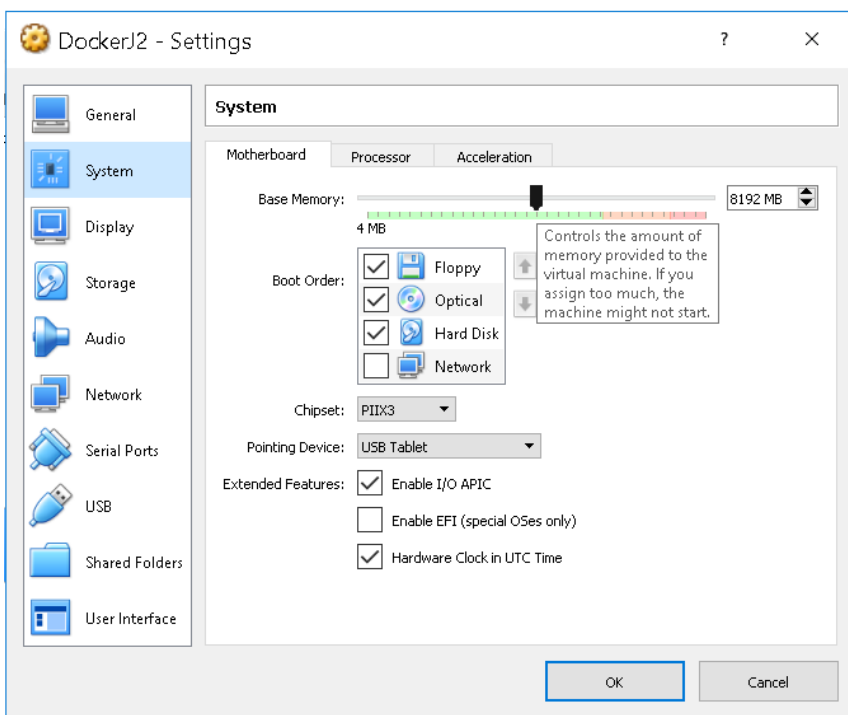 DockerJ2 - Settings
?
General
System
Display
Storage
Audio
Network
Serial Ports
USB
Shared Folders
User Interface
System
Motherboard
Processor
Acceleration
Base Memory:
8192 MB
4 MB
Controls the amount of
memory provided to the
virtual machine. If you
assign too much, the
machine might not start.
Boot Order:
Floppy
Optical
Hard Disk
Network
Chipset:
PIIX3
Pointing Device:
USB Tablet
Extended Features:
Enable I/O APIC
Enable EFI (special OSes only)
Hardware Clock in UTC Time
OK
Cancel